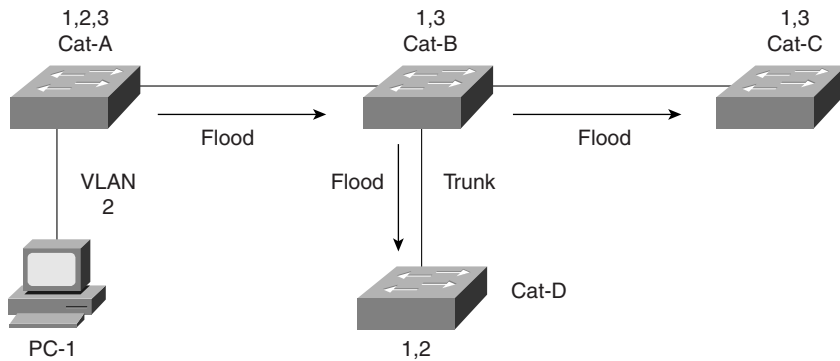 1,2,3
Cat-A
1,3
Cat-B
1,3
Cat-C
Flood
Flood
VLAN
2
Flood
Trunk
Cat-D
PC-1
1,2